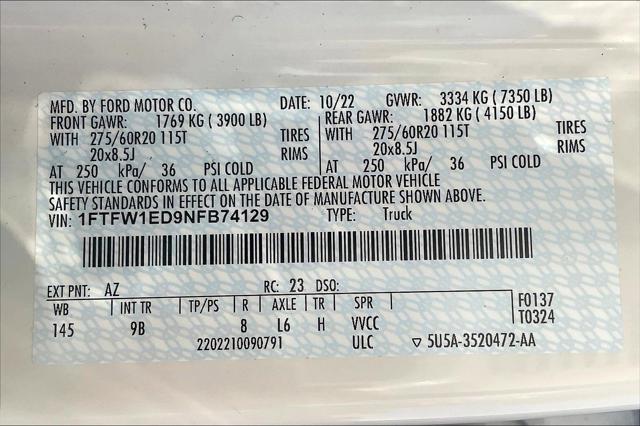 MFD. BY FORD MOTOR CO. DATE: 10/22 GVWR: 3334 KG ( 7350 LB)
FRONT GAWR: 1769 KG ( 3900 LB) REAR GAWR: 1882 KG ( 4150 LB)
WITH 275/60R20 115T TIRES WITH 275/60R20 115T TIRES
20x8.5J RIMS 20x8.5J RIMS
AT 250 kPa/ 36 PSI COLD AT 250 kPa/ 36 PSI COLD
THIS VEHICLE CONFORMS TO ALL APPLICABLE FEDERAL MOTOR VEHICLE
SAFETY STANDARDS IN EFFECT ON THE DATE OF MANUFACTURE SHOWN ABOVE.
VIN: 1FTFW1ED9NFB74129 TYPE: Truck
EXT PNT: AZ RC: 23 DSO:
WB INT TR TP/PS R AXLE TR SPR F0137
145 9B 8 L6 H VVCC T0324
2202210090791 ULC ▽ 5U5A-3520472-AA